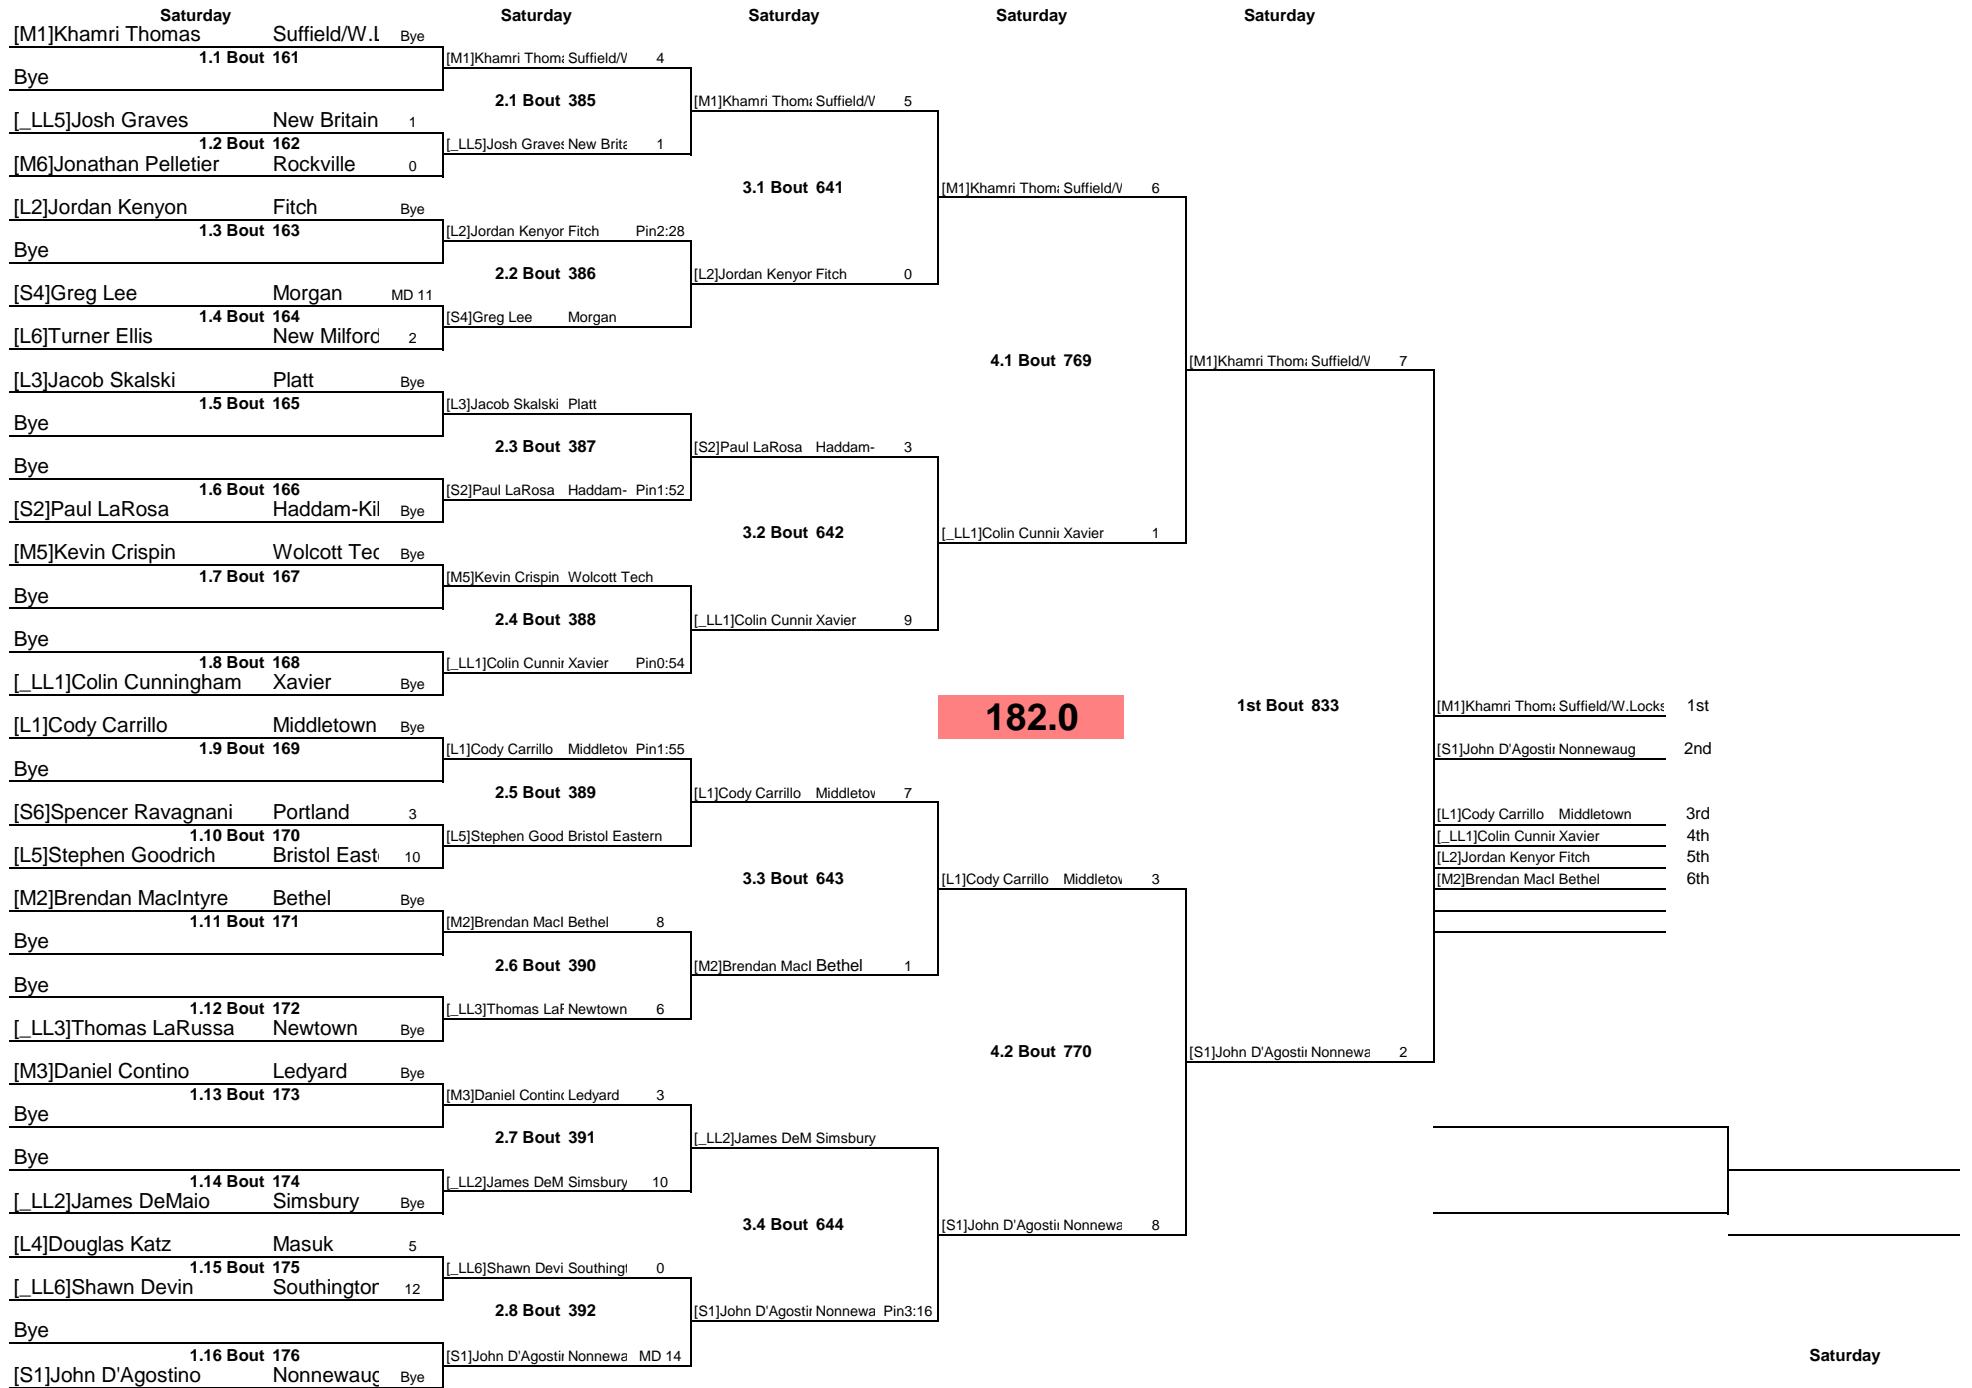 Saturday Saturday Saturday Saturday Saturday
[M1]Khamri Thomas Suffield/W.L Bye
1.1 Bout 161
Bye
[_LL5]Josh Graves New Britain 1
1.2 Bout 162
[M6]Jonathan Pelletier Rockville 0
[L2]Jordan Kenyon Fitch Bye
1.3 Bout 163
Bye
[S4]Greg Lee Morgan MD 11
1.4 Bout 164
[L6]Turner Ellis New Milford 2
[L3]Jacob Skalski Platt Bye
1.5 Bout 165
Bye
Bye
1.6 Bout 166
[S2]Paul LaRosa Haddam-Kil Bye
[M5]Kevin Crispin Wolcott Tec Bye
1.7 Bout 167
Bye
Bye
1.8 Bout 168
[_LL1]Colin Cunningham Xavier Bye
[L1]Cody Carrillo Middletown Bye
1.9 Bout 169
Bye
[S6]Spencer Ravagnani Portland 3
1.10 Bout 170
[L5]Stephen Goodrich Bristol East 10
[M2]Brendan MacIntyre Bethel Bye
1.11 Bout 171
Bye
Bye
1.12 Bout 172
[_LL3]Thomas LaRussa Newtown Bye
[M3]Daniel Contino Ledyard Bye
1.13 Bout 173
Bye
Bye
1.14 Bout 174
[_LL2]James DeMaio Simsbury Bye
[L4]Douglas Katz Masuk 5
1.15 Bout 175
[_LL6]Shawn Devin Southington 12
Bye
1.16 Bout 176
[S1]John D'Agostino Nonnewaug Bye
[M1]Khamri Thoma Suffield/W 4
2.1 Bout 385
[_LL5]Josh Graves New Brita 1
[L2]Jordan Kenyor Fitch Pin2:28
2.2 Bout 386
[S4]Greg Lee Morgan
[L3]Jacob Skalski Platt
2.3 Bout 387
[S2]Paul LaRosa Haddam- Pin1:52
[M5]Kevin Crispin Wolcott Tech
2.4 Bout 388
[_LL1]Colin Cunnir Xavier Pin0:54
[L1]Cody Carrillo Middletov Pin1:55
2.5 Bout 389
[L5]Stephen Good Bristol Eastern
[M2]Brendan MacI Bethel 8
2.6 Bout 390
[_LL3]Thomas LaF Newtown 6
[M3]Daniel Contino Ledyard 3
2.7 Bout 391
[_LL2]James DeM Simsbury 10
[_LL6]Shawn Devi Southingt 0
2.8 Bout 392
[S1]John D'Agostir Nonnewa MD 14
[M1]Khamri Thoma Suffield/W 5
3.1 Bout 641
[L2]Jordan Kenyor Fitch 0
[S2]Paul LaRosa Haddam- 3
3.2 Bout 642
[_LL1]Colin Cunnir Xavier 9
[L1]Cody Carrillo Middletov 7
3.3 Bout 643
[M2]Brendan MacI Bethel 1
[_LL2]James DeM Simsbury
3.4 Bout 644
[S1]John D'Agostir Nonnewa Pin3:16
[M1]Khamri Thoma Suffield/W 6
4.1 Bout 769
[_LL1]Colin Cunnir Xavier 1
182.0
[L1]Cody Carrillo Middletov 3
4.2 Bout 770
[S1]John D'Agostir Nonnewa 8
[M1]Khamri Thoma Suffield/W 7
1st Bout 833
[S1]John D'Agostir Nonnewa 2
[M1]Khamri Thoma Suffield/W.Locks 1st
[S1]John D'Agostir Nonnewaug 2nd
[L1]Cody Carrillo Middletown 3rd
[_LL1]Colin Cunnir Xavier 4th
[L2]Jordan Kenyor Fitch 5th
[M2]Brendan MacI Bethel 6th
Saturday